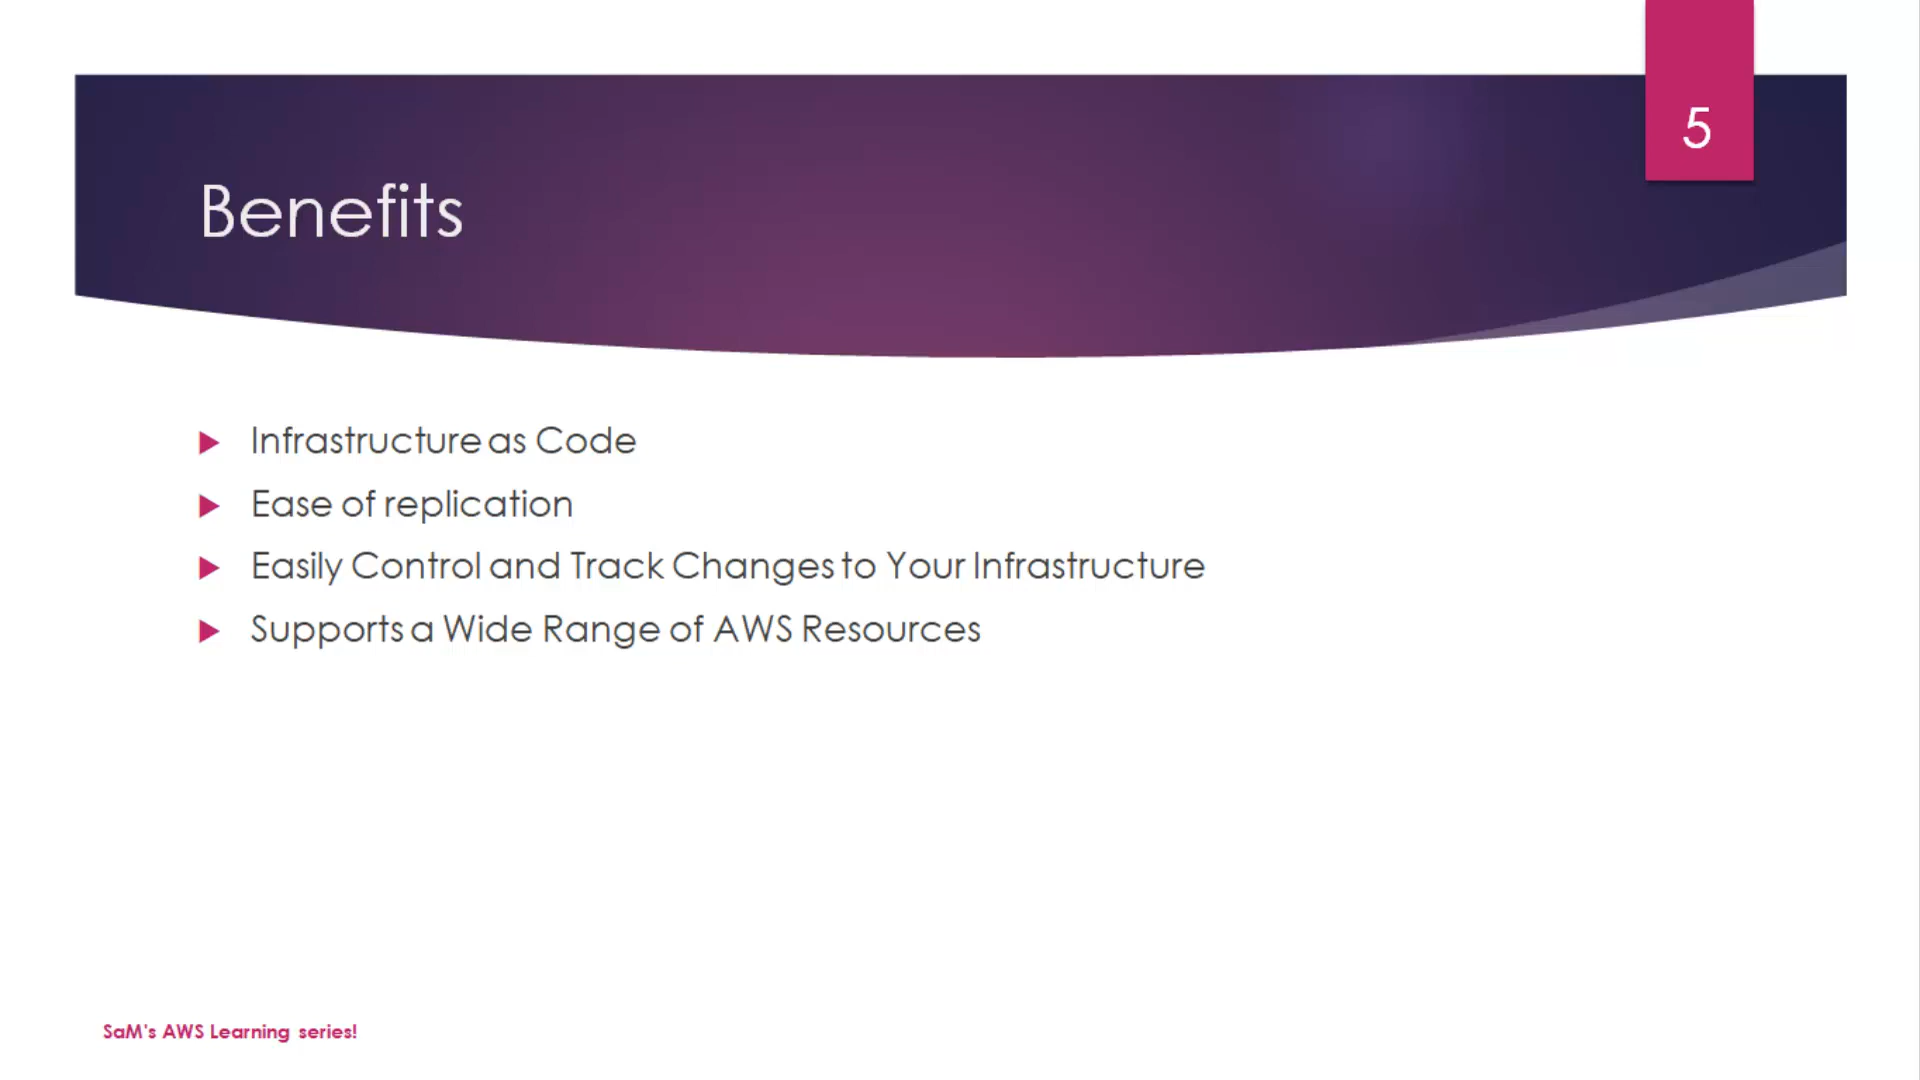 5
Benefits
Infrastructure as Code
Ease of replication
Easily Control and Track Changes to Your Infrastructure
Supports a Wide Range of AWS Resources
SaM's AWS Learning series!